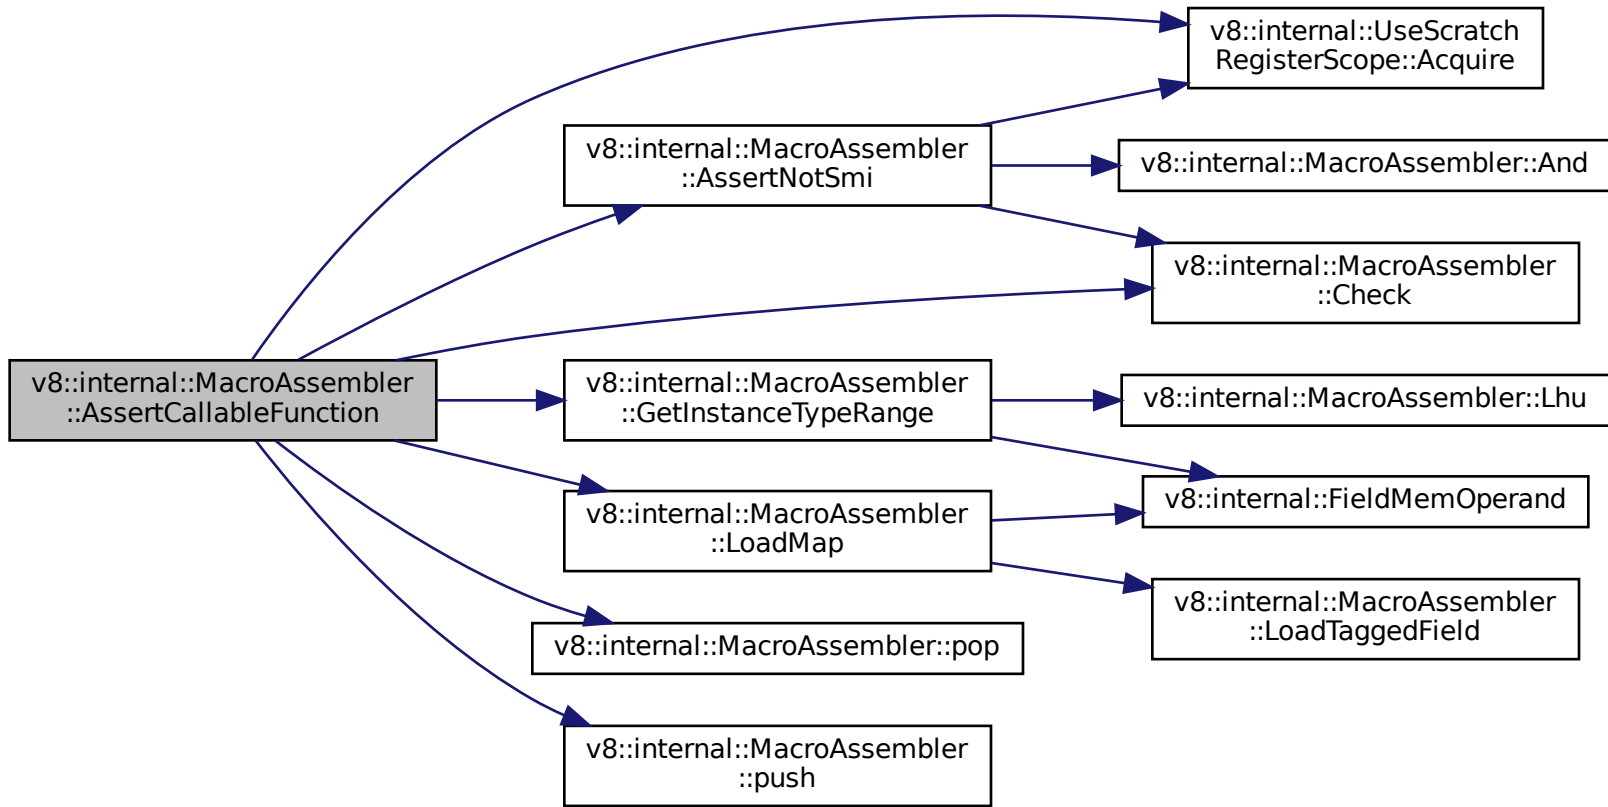 v8::internal::MacroAssembler
::AssertCallableFunction
v8::internal::UseScratch
RegisterScope::Acquire
v8::internal::MacroAssembler
::AssertNotSmi
v8::internal::MacroAssembler::And
v8::internal::MacroAssembler
::Check
v8::internal::MacroAssembler
::GetInstanceTypeRange
v8::internal::MacroAssembler::Lhu
v8::internal::FieldMemOperand
v8::internal::MacroAssembler
::LoadMap
v8::internal::MacroAssembler
::LoadTaggedField
v8::internal::MacroAssembler::pop
v8::internal::MacroAssembler
::push